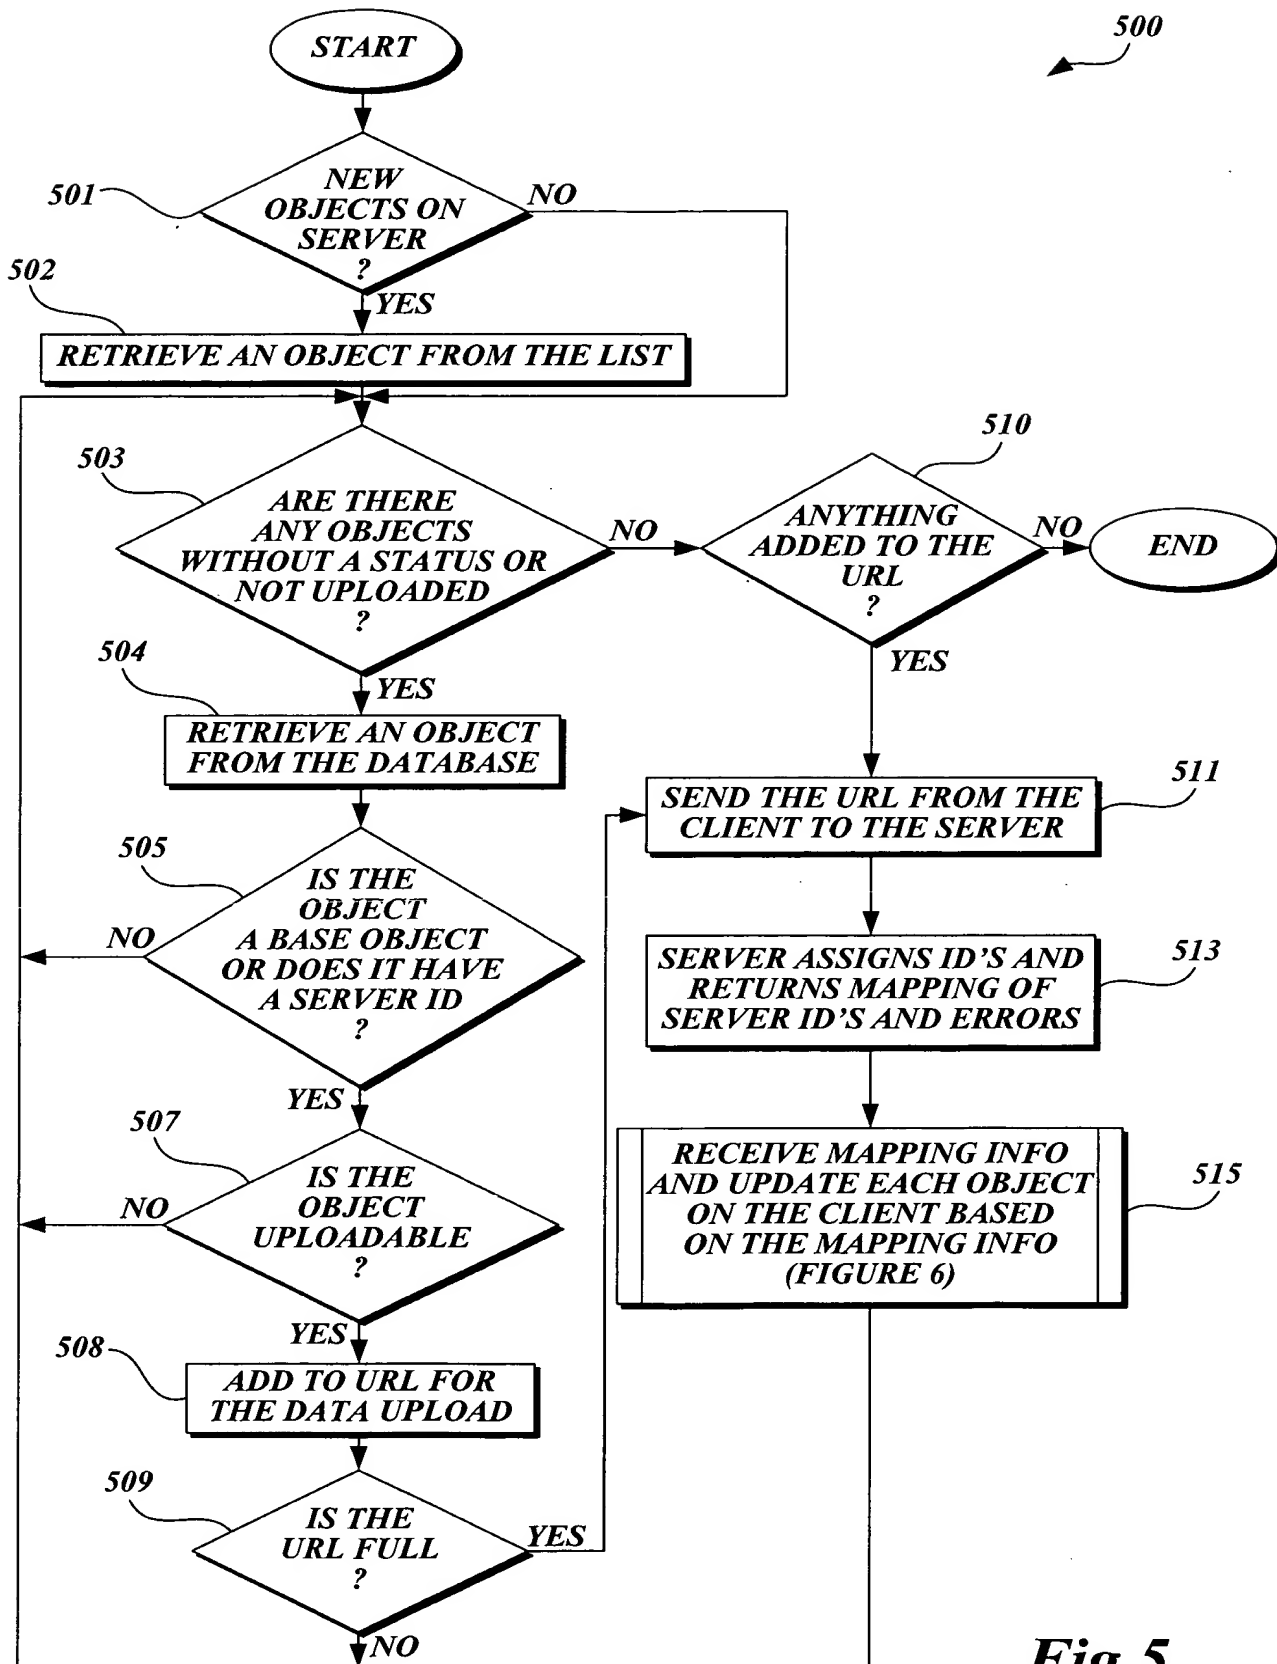 START
500
501
NEW
OBJECTS ON
SERVER
?
NO
YES
502
RETRIEVE AN OBJECT FROM THE LIST
503
ARE THERE
ANY OBJECTS
WITHOUT A STATUS OR
NOT UPLOADED
?
NO
YES
510
ANYTHING
ADDED TO THE
URL
?
NO
END
YES
504
RETRIEVE AN OBJECT
FROM THE DATABASE
511
SEND THE URL FROM THE
CLIENT TO THE SERVER
505
IS THE
OBJECT
A BASE OBJECT
OR DOES IT HAVE
A SERVER ID
?
NO
YES
513
SERVER ASSIGNS ID'S AND
RETURNS MAPPING OF
SERVER ID'S AND ERRORS
507
IS THE
OBJECT
UPLOADABLE
?
NO
YES
515
RECEIVE MAPPING INFO
AND UPDATE EACH OBJECT
ON THE CLIENT BASED
ON THE MAPPING INFO
(FIGURE 6)
508
ADD TO URL FOR
THE DATA UPLOAD
509
IS THE
URL FULL
?
YES
NO
Fig. 5